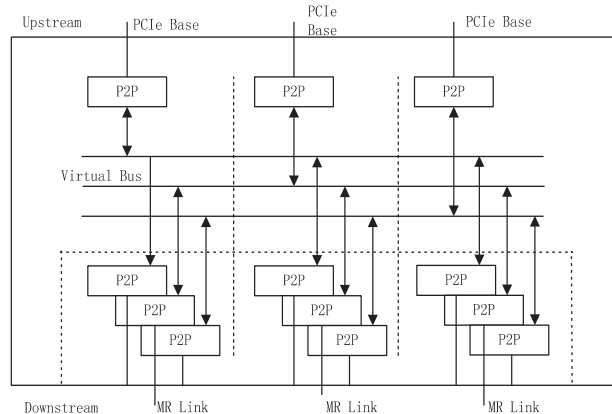 Upstream
PCIe Base
PCIe
Base
PCIe Base
P2P
P2P
P2P
Virtual Bus
P2P
P2P
P2P
P2P
P2P
P2P
P2P
P2P
P2P
Downstream
MR Link
MR Link
MR Link